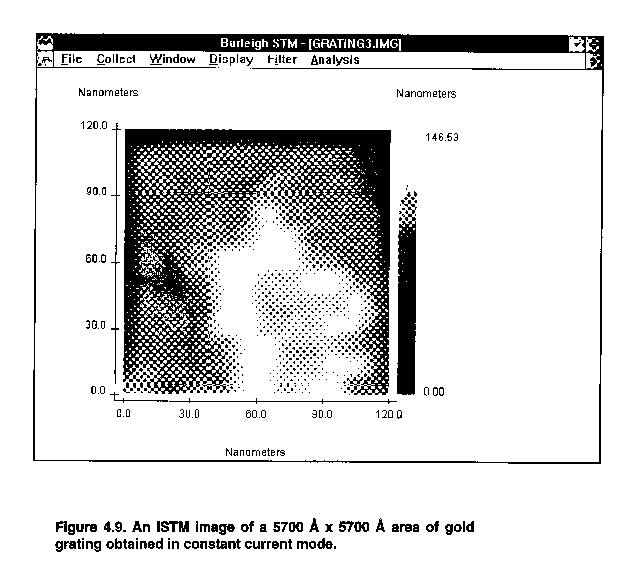 Burleigh STM - [GRATING3.IMG]
File Collect Window Display Filter Analysis
Nanometers
Nanometers
120.0
146.53
90.0
60.0
30.0
0.0
0.00
0.0 30.0 60.0 90.0 120.0
Nanometers
Figure 4.9. An ISTM image of a 5700 Å x 5700 Å area of gold
grating obtained in constant current mode.